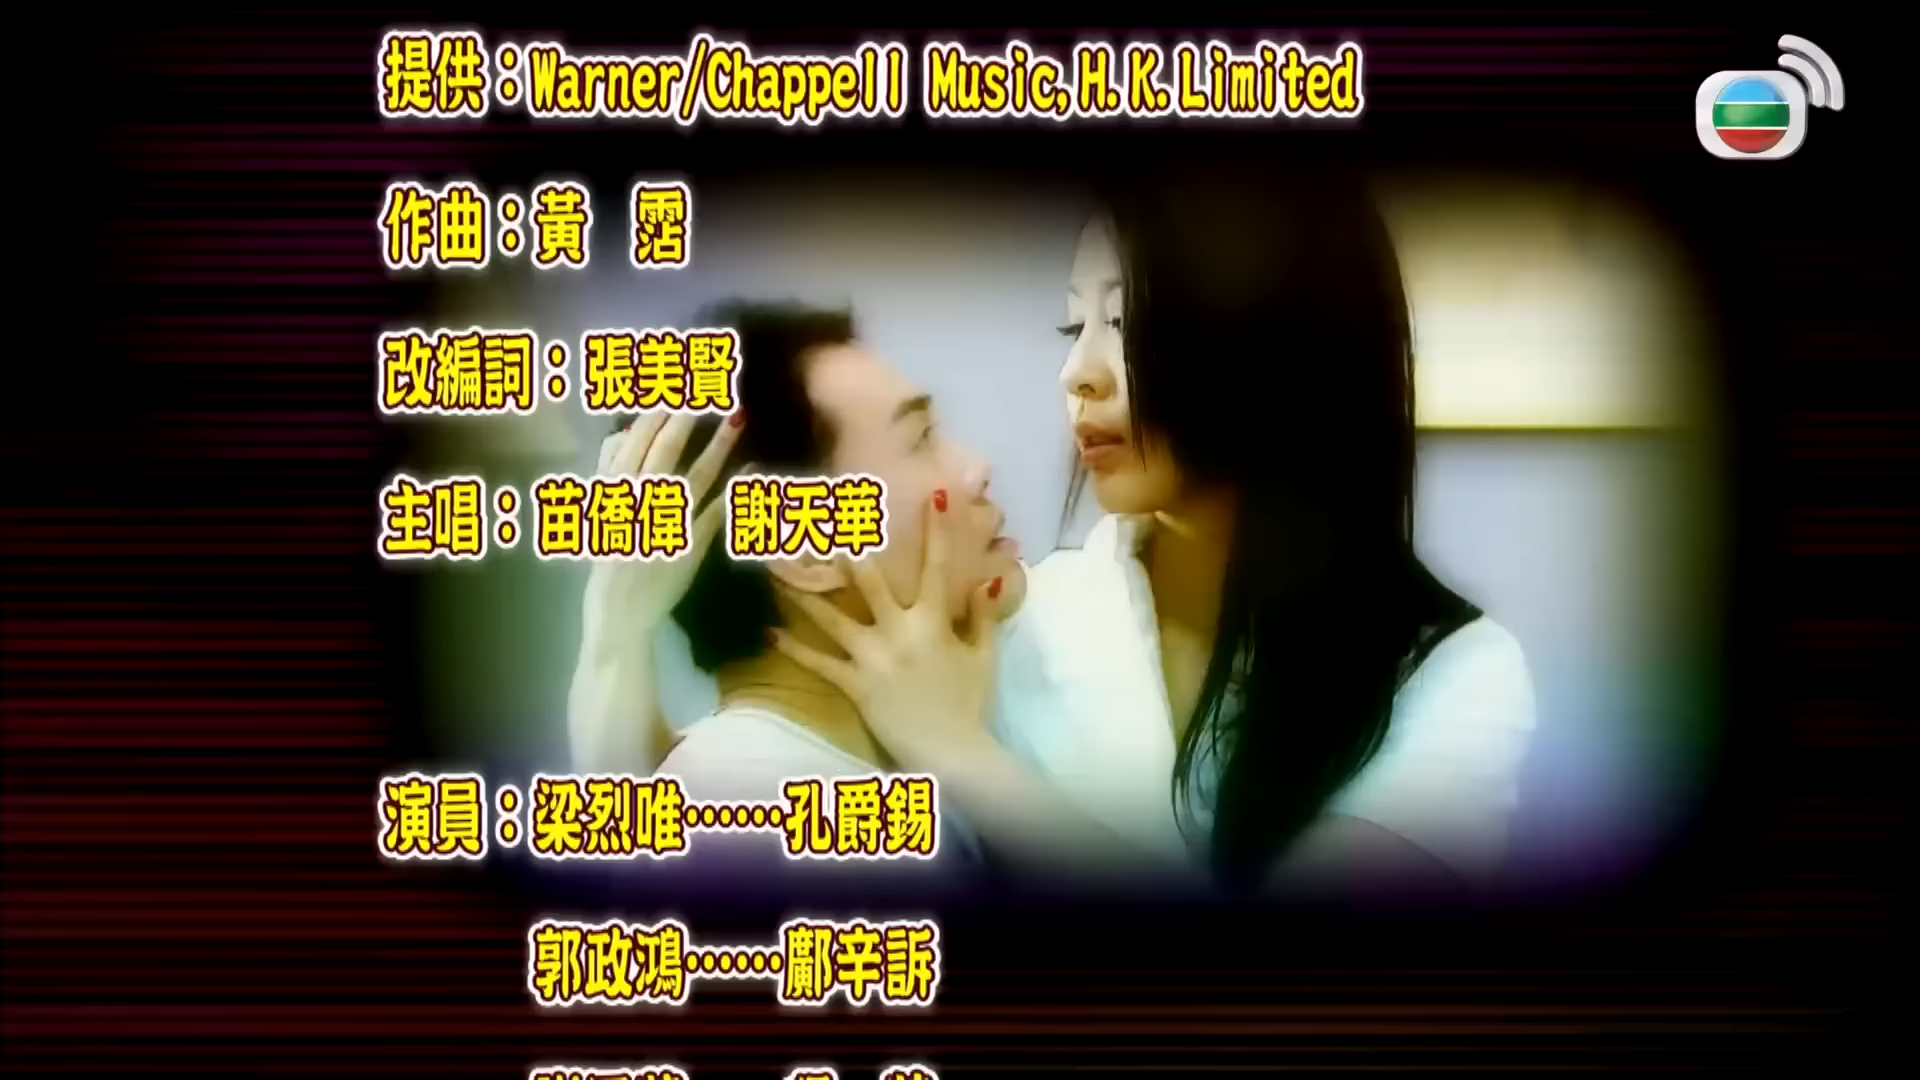 提供：Warner/Chappell Music,H.K.Limited
作曲：黃　霑
改編詞：張美賢
主唱：苗僑偉　謝天華
演員：梁烈唯……孔爵錫
郭政鴻……鄺辛訴